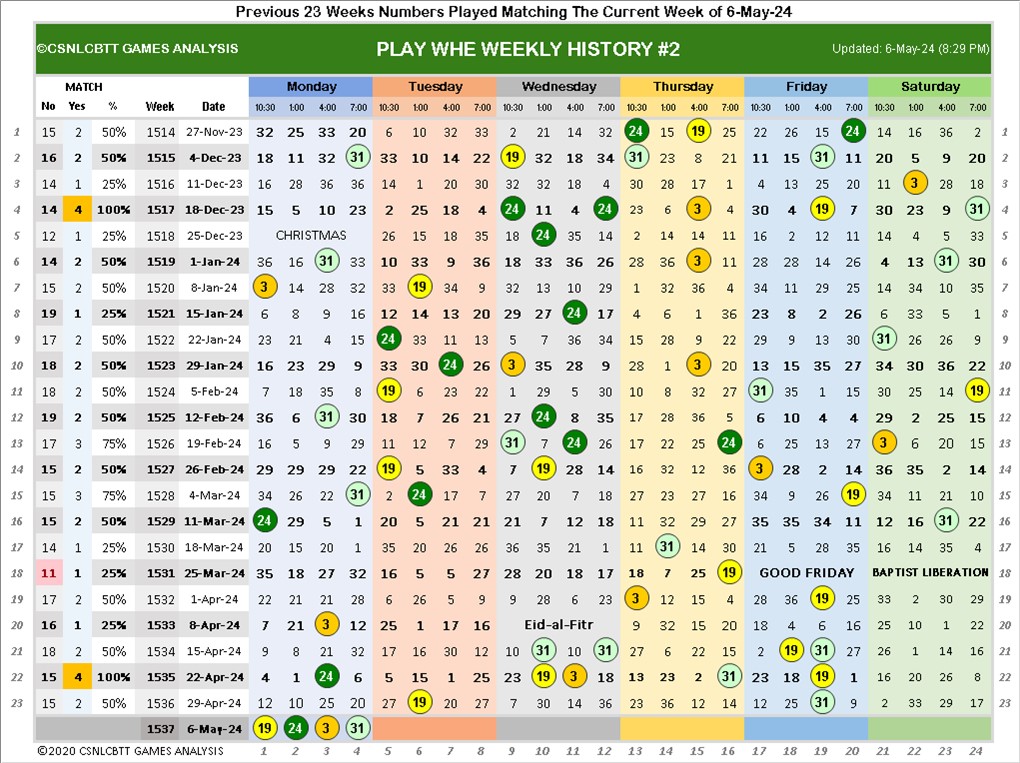 Previous 23 Weeks Numbers Played Matching The Current Week of 6-May-24
©CSNLCBTT GAMES ANALYSIS PLAY WHE WEEKLY HISTORY #2 Updated: 6-May-24 (8:29 PM)
MATCH Monday Tuesday Wednesday Thursday Friday Saturday
No Yes % Week Date 10:30 1:00 4:00 7:00 10:30 1:00 4:00 7:00 10:30 1:00 4:00 7:00 10:30 1:00 4:00 7:00 10:30 1:00 4:00 7:00 10:30 1:00 4:00 7:00
1 15 2 50% 1514 27-Nov-23 32 25 33 20 6 10 32 33 2 21 14 32 24 15 19 25 22 26 15 24 14 16 36 2 1
2 16 2 50% 1515 4-Dec-23 18 11 32 31 33 10 14 22 19 32 18 34 31 23 8 21 11 15 31 11 20 5 9 20 2
3 14 1 25% 1516 11-Dec-23 16 28 36 36 14 1 20 30 32 32 18 4 30 28 17 1 4 13 25 20 11 3 28 18 3
4 14 4 100% 1517 18-Dec-23 15 5 10 23 2 25 18 4 24 11 4 24 23 6 3 4 30 4 19 7 30 23 9 31 4
5 12 1 25% 1518 25-Dec-23 CHRISTMAS 26 15 18 35 18 24 35 14 2 14 14 11 16 2 12 11 14 4 5 33 5
6 14 2 50% 1519 1-Jan-24 36 16 31 33 10 33 9 36 18 33 36 26 28 36 3 11 28 28 14 26 4 13 31 30 6
7 15 2 50% 1520 8-Jan-24 3 14 28 32 33 19 34 9 32 13 10 29 1 32 36 4 34 11 29 25 14 34 10 35 7
8 19 1 25% 1521 15-Jan-24 6 8 9 16 12 14 13 20 29 27 24 17 4 6 1 36 23 8 2 26 6 33 5 1 8
9 17 2 50% 1522 22-Jan-24 23 21 4 15 24 33 11 13 5 7 36 34 15 28 9 22 29 9 13 30 31 26 26 9 9
10 18 2 50% 1523 29-Jan-24 16 23 29 9 33 30 24 26 3 35 28 9 28 1 3 20 13 15 35 27 34 30 36 22 10
11 18 2 50% 1524 5-Feb-24 7 18 35 8 19 6 23 22 1 29 5 30 10 8 32 27 31 35 1 15 30 25 14 19 11
12 19 2 50% 1525 12-Feb-24 36 6 31 30 18 7 26 21 27 24 8 35 17 28 36 5 6 10 4 4 29 2 25 15 12
13 17 3 75% 1526 19-Feb-24 16 5 9 29 11 12 7 29 31 7 24 11 17 22 25 24 6 25 13 27 3 6 20 15 13
14 15 2 50% 1527 26-Feb-24 29 29 29 22 19 5 33 4 7 19 28 14 16 32 12 36 3 28 2 14 36 35 2 14 14
15 15 3 75% 1528 4-Mar-24 34 26 22 31 2 24 17 7 27 20 7 18 27 23 27 16 34 9 26 19 34 11 21 10 15
16 15 2 50% 1529 11-Mar-24 24 29 5 1 20 5 21 21 21 7 12 18 11 32 29 27 35 35 34 11 12 16 31 22 16
17 14 1 25% 1530 18-Mar-24 20 15 20 1 35 20 26 26 36 35 21 1 11 31 14 30 21 5 28 35 16 14 35 4 17
18 11 1 25% 1531 25-Mar-24 35 18 27 32 16 5 5 27 28 20 18 17 18 7 25 19 GOOD FRIDAY BAPTIST LIBERATION 18
19 17 2 50% 1532 1-Apr-24 22 21 21 28 6 26 5 9 9 28 6 23 3 12 15 4 28 36 19 25 33 2 30 29 19
20 16 1 25% 1533 8-Apr-24 7 21 3 12 25 1 17 16 Eid-al-Fitr 9 32 15 20 18 4 6 16 25 10 1 22 20
21 18 2 50% 1534 15-Apr-24 9 8 21 32 17 16 30 12 10 31 10 31 27 6 22 15 2 19 31 27 26 1 14 16 21
22 15 4 100% 1535 22-Apr-24 4 1 24 6 5 15 1 25 23 19 3 18 13 23 2 31 23 18 19 1 16 20 26 8 22
23 15 2 50% 1536 29-Apr-24 12 10 25 20 27 19 20 27 7 30 14 36 23 36 12 14 12 25 31 9 2 33 29 17 23
1537 6-May-24 19 24 3 31
©2020 CSNLCBTT GAMES ANALYSIS 1 2 3 4 5 6 7 8 9 10 11 12 13 14 15 16 17 18 19 20 21 22 23 24